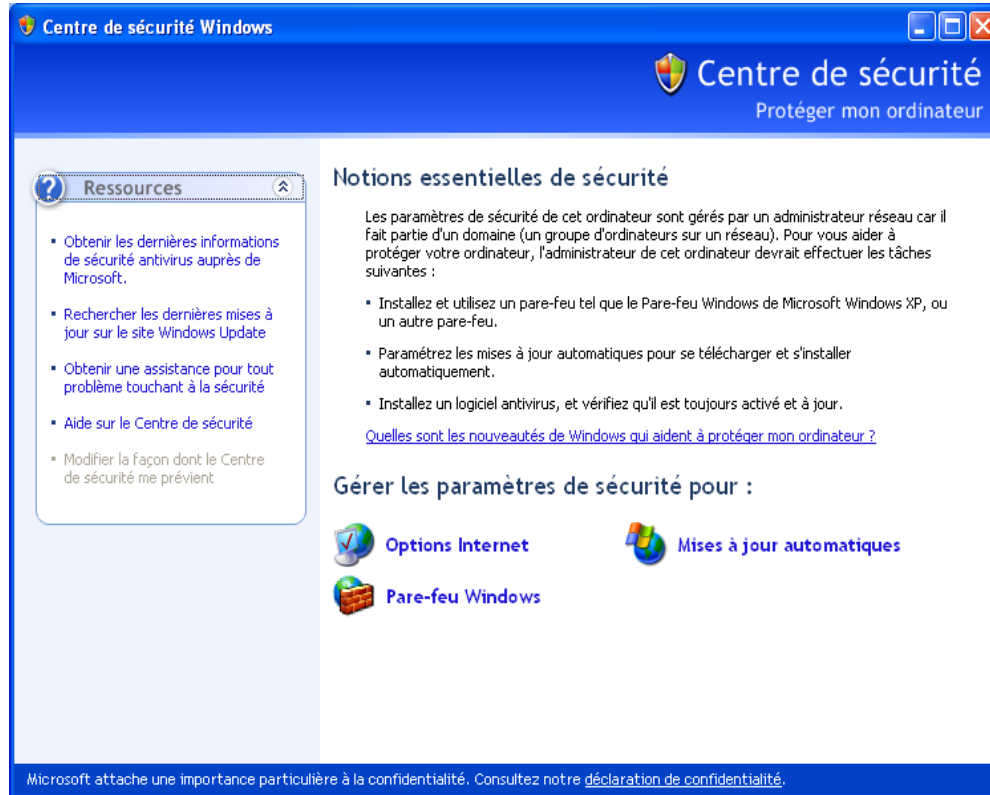 Centre de sécurité Windows
Centre de sécurité
Protéger mon ordinateur
Ressources
Obtenir les dernières informations
de sécurité antivirus auprès de
Microsoft.
Rechercher les dernières mises à
jour sur le site Windows Update
Obtenir une assistance pour tout
problème touchant à la sécurité
Aide sur le Centre de sécurité
Modifier la façon dont le Centre
de sécurité me prévient
Notions essentielles de sécurité
Les paramètres de sécurité de cet ordinateur sont gérés par un administrateur réseau car il
fait partie d'un domaine (un groupe d'ordinateurs sur un réseau). Pour vous aider à
protéger votre ordinateur, l'administrateur de cet ordinateur devrait effectuer les tâches
suivantes :
Installez et utilisez un pare-feu tel que le Pare-feu Windows de Microsoft Windows XP, ou
un autre pare-feu.
Paramétrez les mises à jour automatiques pour se télécharger et s'installer
automatiquement.
Installez un logiciel antivirus, et vérifiez qu'il est toujours activé et à jour.
Quelles sont les nouveautés de Windows qui aident à protéger mon ordinateur ?
Gérer les paramètres de sécurité pour :
Options Internet
Mises à jour automatiques
Pare-feu Windows
Microsoft attache une importance particulière à la confidentialité. Consultez notre déclaration de confidentialité.